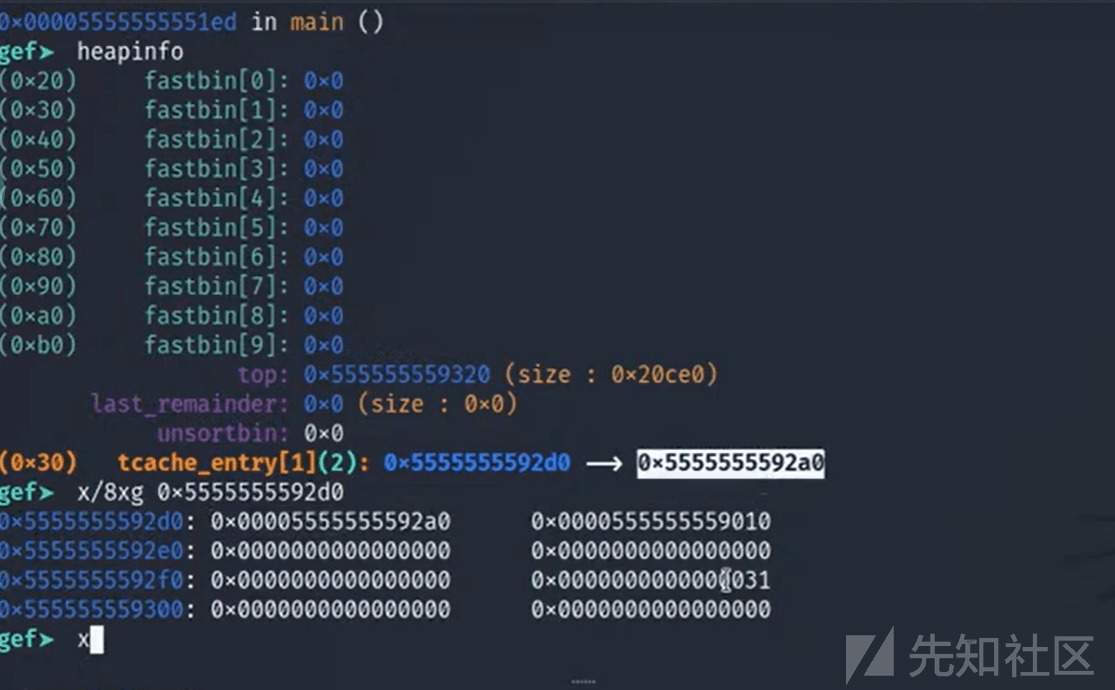 0×00005555555551ed in main ()
gef➤  heapinfo
(0×20)     fastbin[0]: 0×0
(0×30)     fastbin[1]: 0×0
(0×40)     fastbin[2]: 0×0
(0×50)     fastbin[3]: 0×0
(0×60)     fastbin[4]: 0×0
(0×70)     fastbin[5]: 0×0
(0×80)     fastbin[6]: 0×0
(0×90)     fastbin[7]: 0×0
(0×a0)     fastbin[8]: 0×0
(0×b0)     fastbin[9]: 0×0
top: 0×555555559320 (size : 0×20ce0)
last_remainder: 0×0 (size : 0×0)
unsortbin: 0×0
(0×30)   tcache_entry[1](2): 0×5555555592d0 ⟶ 0×5555555592a0
gef➤  x/8xg 0×5555555592d0
0×5555555592d0: 0×00005555555592a0      0×0000555555559010
0×5555555592e0: 0×0000000000000000      0×0000000000000000
0×5555555592f0: 0×0000000000000000      0×0000000000000031
0×555555559300: 0×0000000000000000      0×0000000000000000
gef➤  x
先知社区